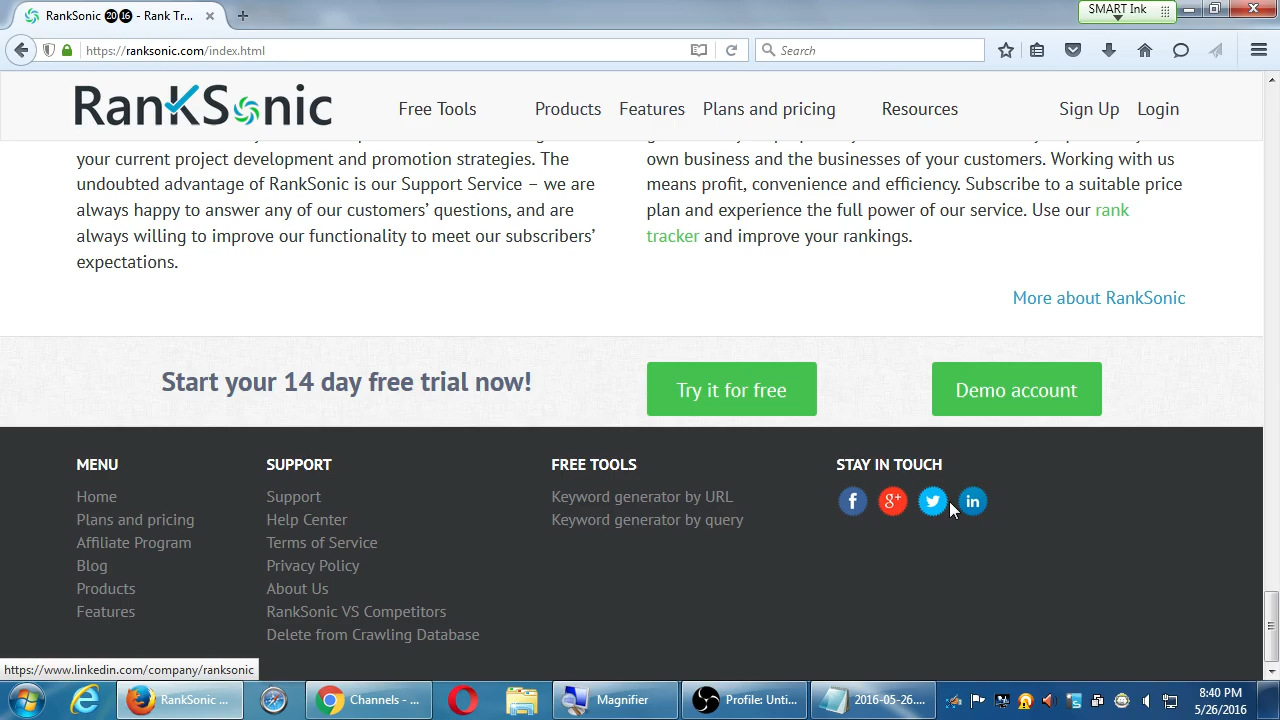 RankSonic 2016 - Rank Tr...
SMART Ink
https://ranksonic.com/index.html
Search
RanKSonic
Free Tools
Products
Features
Plans and pricing
Resources
Sign Up
Login
your current project development and promotion strategies. The
undoubted advantage of RankSonic is our Support Service – we are
always happy to answer any of our customers’ questions, and are
always willing to improve our functionality to meet our subscribers’
expectations.
own business and the businesses of your customers. Working with us
means profit, convenience and efficiency. Subscribe to a suitable price
plan and experience the full power of our service. Use our rank
tracker and improve your rankings.
More about RankSonic
Start your 14 day free trial now!
Try it for free
Demo account
MENU
Home
Plans and pricing
Affiliate Program
Blog
Products
Features
SUPPORT
Support
Help Center
Terms of Service
Privacy Policy
About Us
RankSonic VS Competitors
Delete from Crawling Database
FREE TOOLS
Keyword generator by URL
Keyword generator by query
STAY IN TOUCH
f
g+
in
https://www.linkedin.com/company/ranksonic
RankSonic ...
Channels - ...
Magnifier
Profile: Unti...
2016-05-26....
8:40 PM
5/26/2016